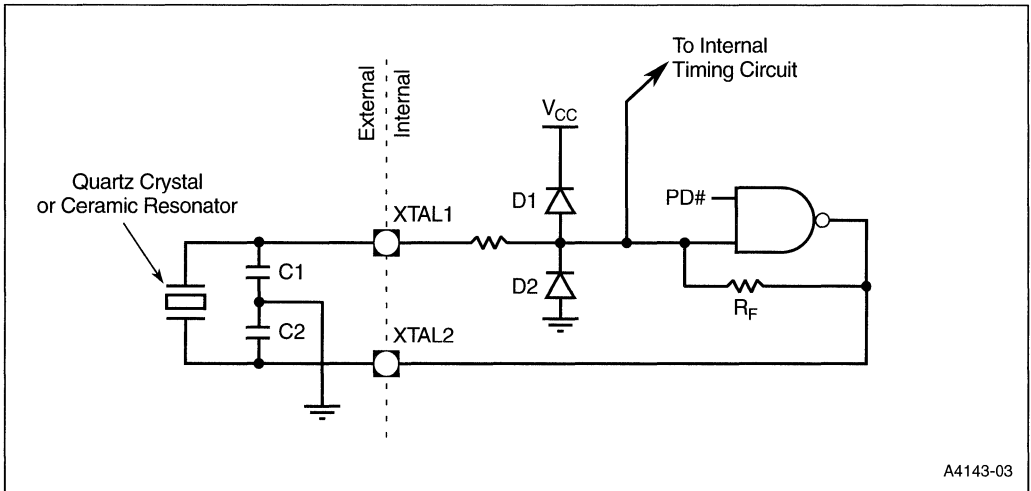 To Internal
Timing Circuit
External
Internal
V_CC
Quartz Crystal
or Ceramic Resonator
D1
PD#
XTAL1
C1
D2
R_F
C2
XTAL2
A4143-03